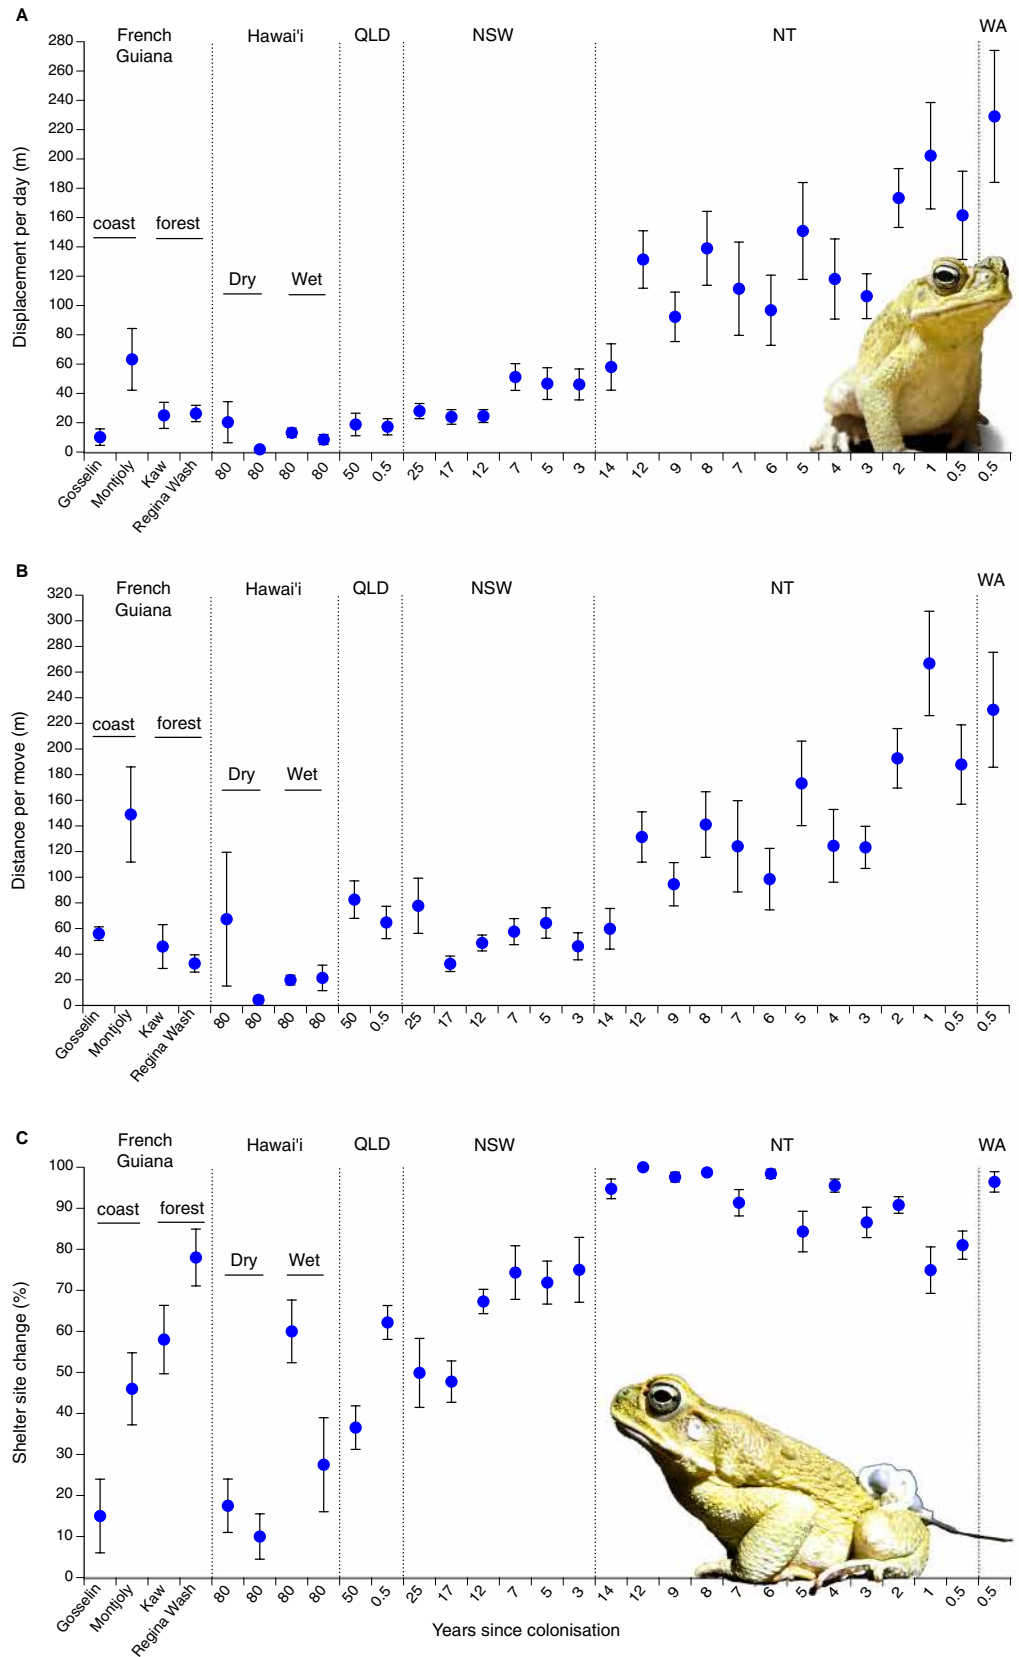 A
French
Guiana
Hawai'i
QLD
NSW
NT
WA
280
260
240
220
200
180
160
140
120
100
80
60
40
20
0
Displacement per day (m)
coast
forest
Dry
Wet
Gosselin
Montjoly
Kaw
Regina Wash
80
80
80
80
50
0.5
25
17
12
7
5
3
14
12
9
8
7
6
5
4
3
2
1
0.5
0.5
B
French
Guiana
Hawai'i
QLD
NSW
NT
WA
320
300
280
260
240
220
200
180
160
140
120
100
80
60
40
20
0
Distance per move (m)
coast
forest
Dry
Wet
Gosselin
Montjoly
Kaw
Regina Wash
80
80
80
80
50
0.5
25
17
12
7
5
3
14
12
9
8
7
6
5
4
3
2
1
0.5
0.5
C
French
Guiana
Hawai'i
QLD
NSW
NT
WA
100
90
80
70
60
50
40
30
20
10
0
Shelter site change (%)
coast
forest
Dry
Wet
Gosselin
Montjoly
Kaw
Regina Wash
80
80
80
80
50
0.5
25
17
12
7
5
3
14
12
9
8
7
6
5
4
3
2
1
0.5
0.5
Years since colonisation